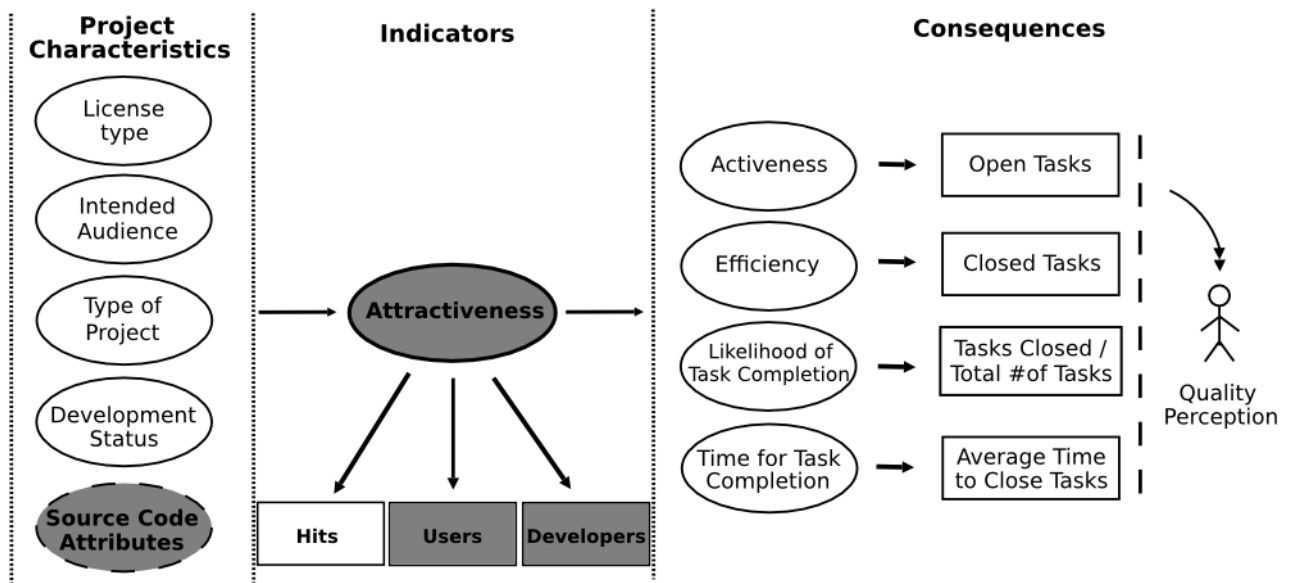 Project
Characteristics
License
type
Intended
Audience
Type of
Project
Development
Status
Source Code
Attributes
Indicators
Attractiveness
Hits
Users
Developers
Consequences
Activeness
Open Tasks
Efficiency
Closed Tasks
Likelihood of
Task Completion
Tasks Closed /
Total #of Tasks
Time for Task
Completion
Average Time
to Close Tasks
Quality
Perception